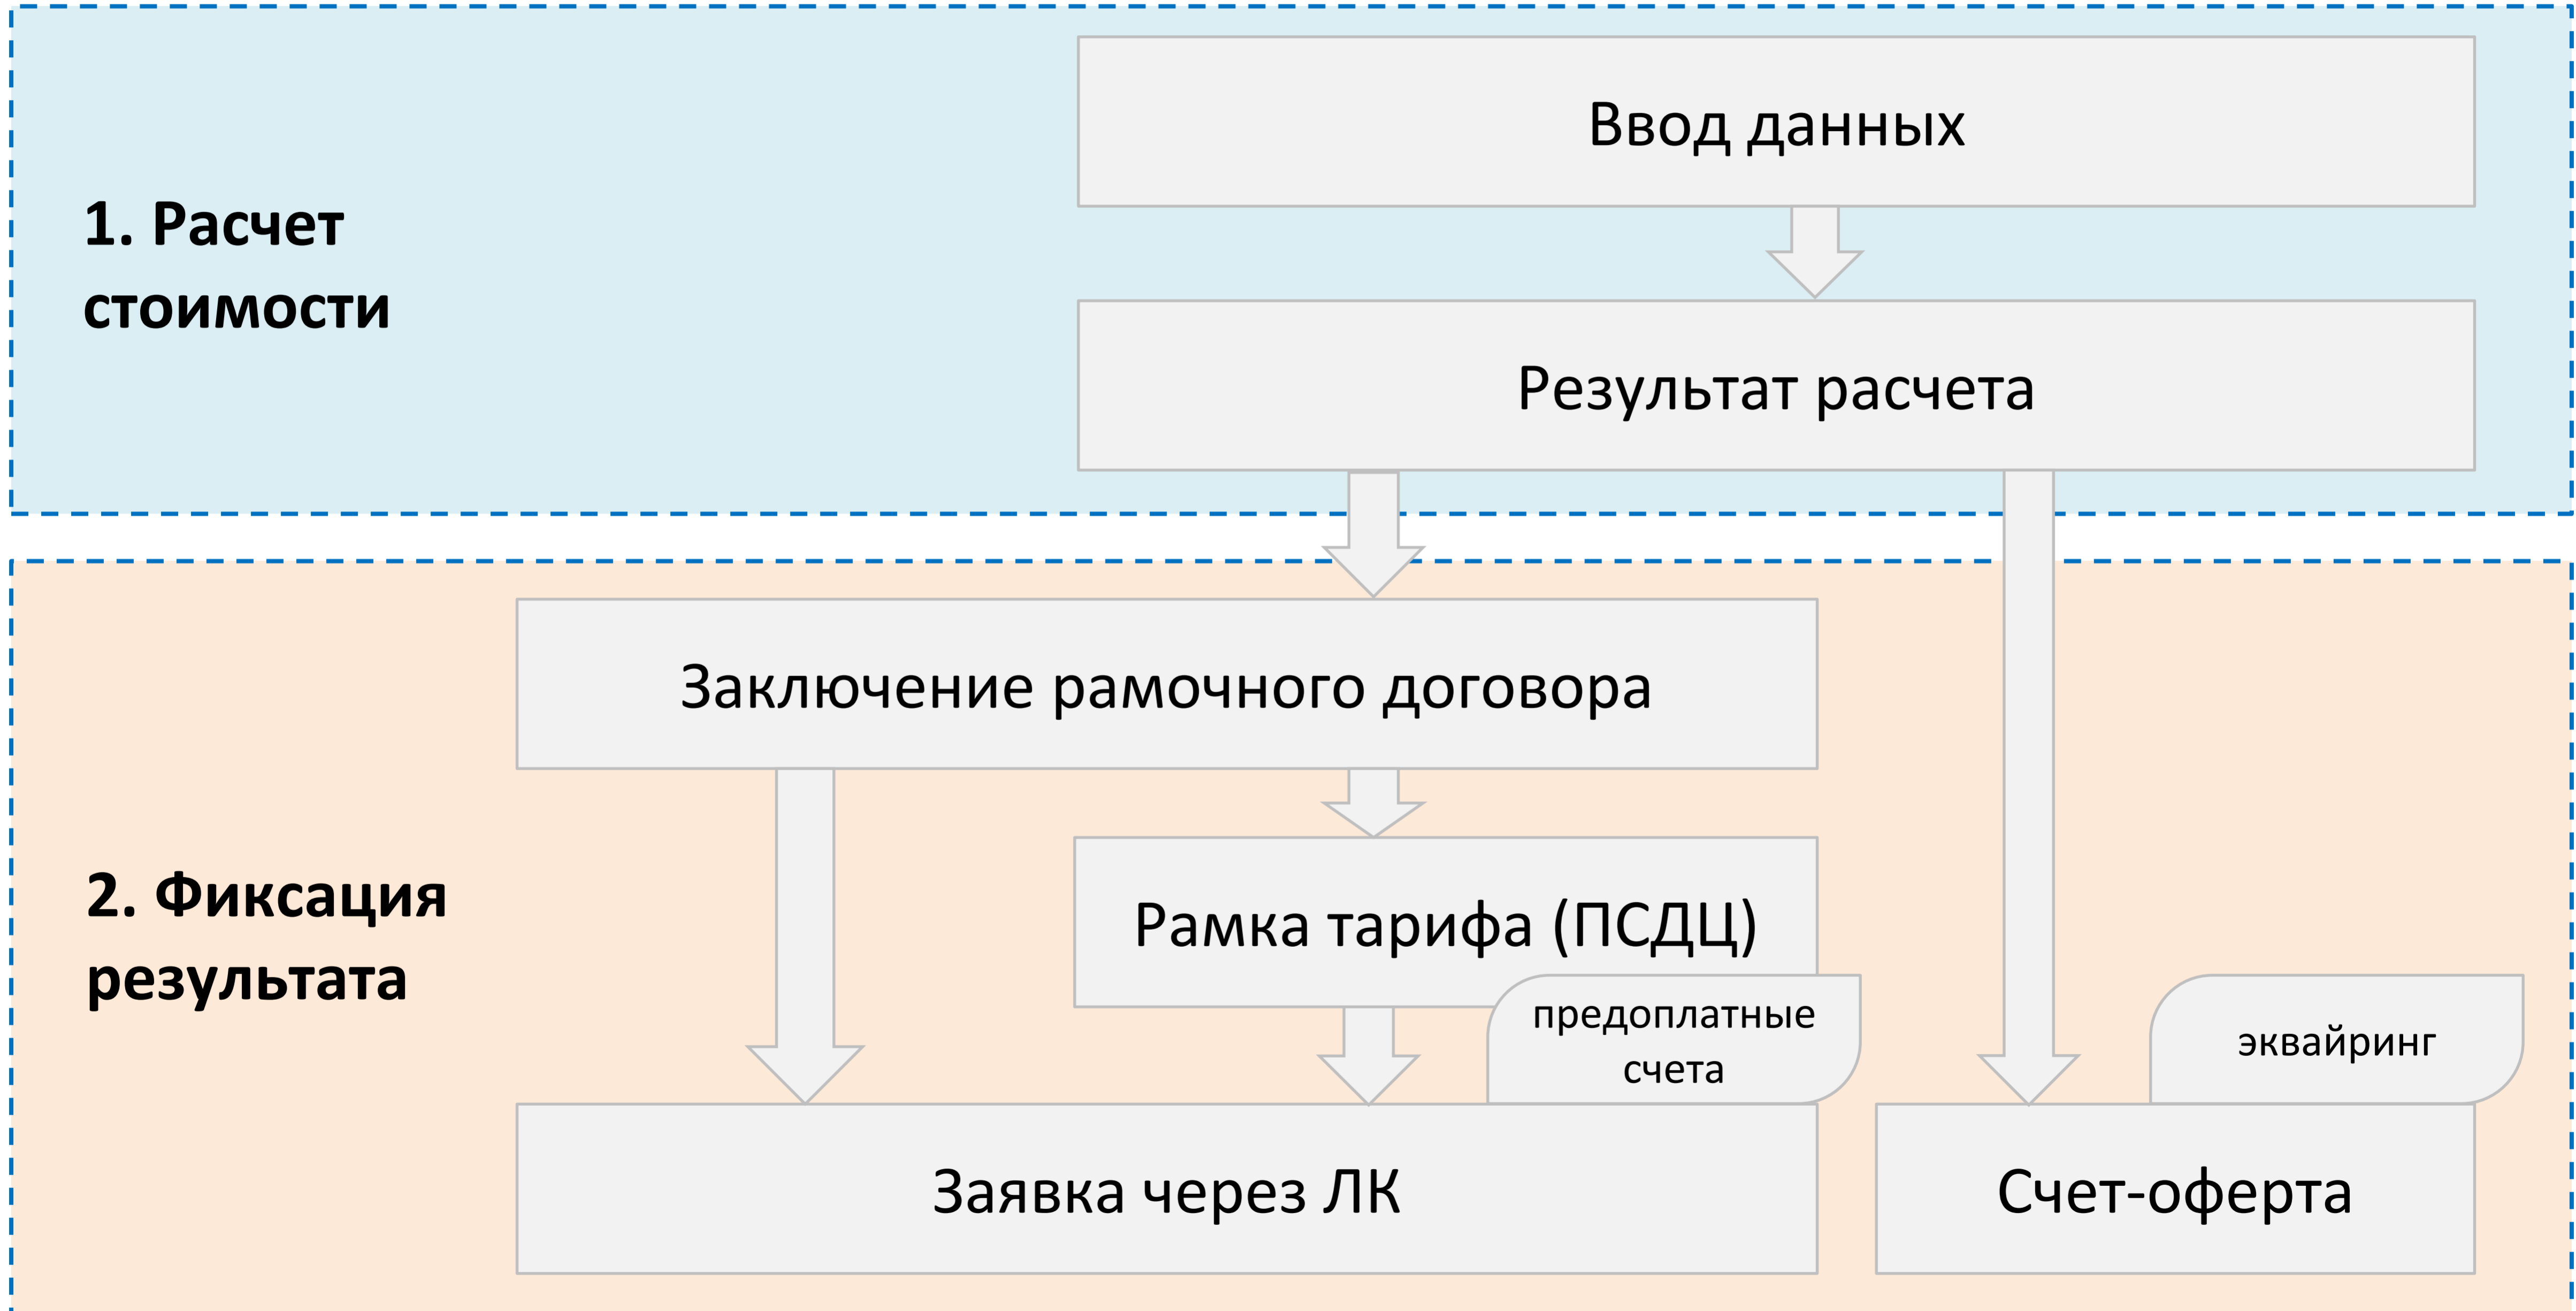 Ввод данных
1. Расчет
стоимости
Результат расчета
Заключение рамочного договора
2. Фиксация
результата
Рамка тарифа (ПСДЦ)
предоплатные
счета
эквайринг
Заявка через ЛК
Счет-оферта